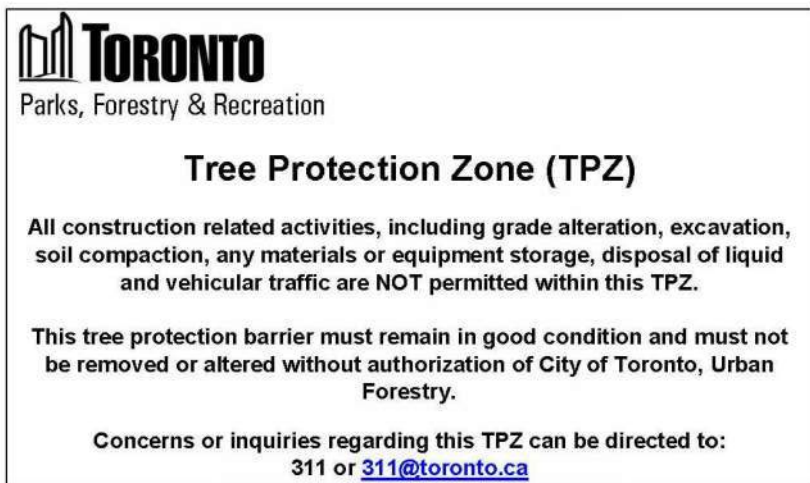 TORONTO
Parks, Forestry & Recreation
Tree Protection Zone (TPZ)
All construction related activities, including grade alteration, excavation,
soil compaction, any materials or equipment storage, disposal of liquid
and vehicular traffic are NOT permitted within this TPZ.
This tree protection barrier must remain in good condition and must not
be removed or altered without authorization of City of Toronto, Urban
Forestry.
Concerns or inquiries regarding this TPZ can be directed to:
311 or 311@toronto.ca